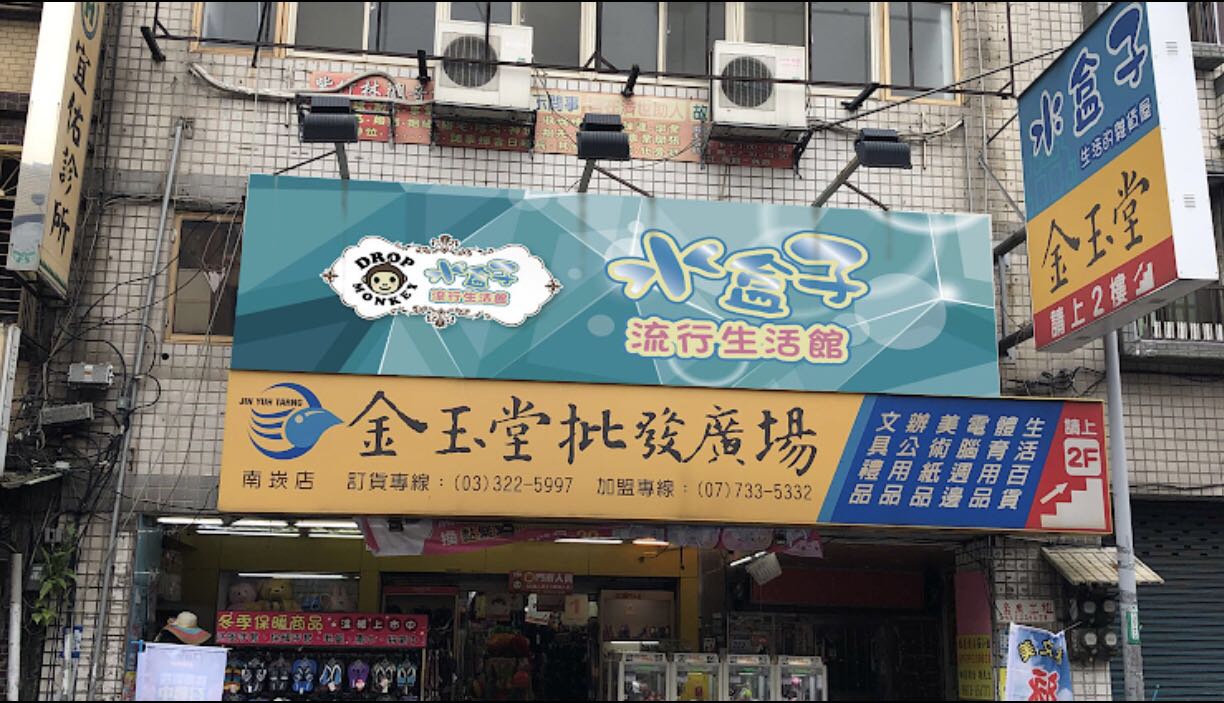 宜佑診所
DROP MONKEY
水盒子
流行生活館
水盒子
流行生活館
水盒子
生活的雜貨屋
金玉堂
請上2樓
JIN YUH TARNG
金玉堂批發廣場
南崁店 訂貨專線：(03)322-5997 加盟專線：(07)733-5332
文具禮品
辦公用品
美術紙品
電腦週邊
體育用品
生活百貨
請上
2F
冬季保暖商品